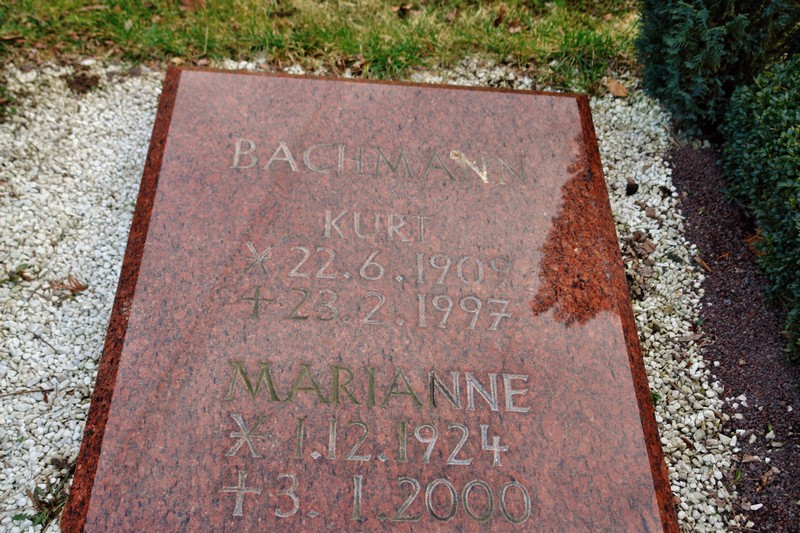 BACHMANN
KURT
* 22.6.1909
† 23.2.1997
MARIANNE
* 1.12.1924
† 3.1.2000